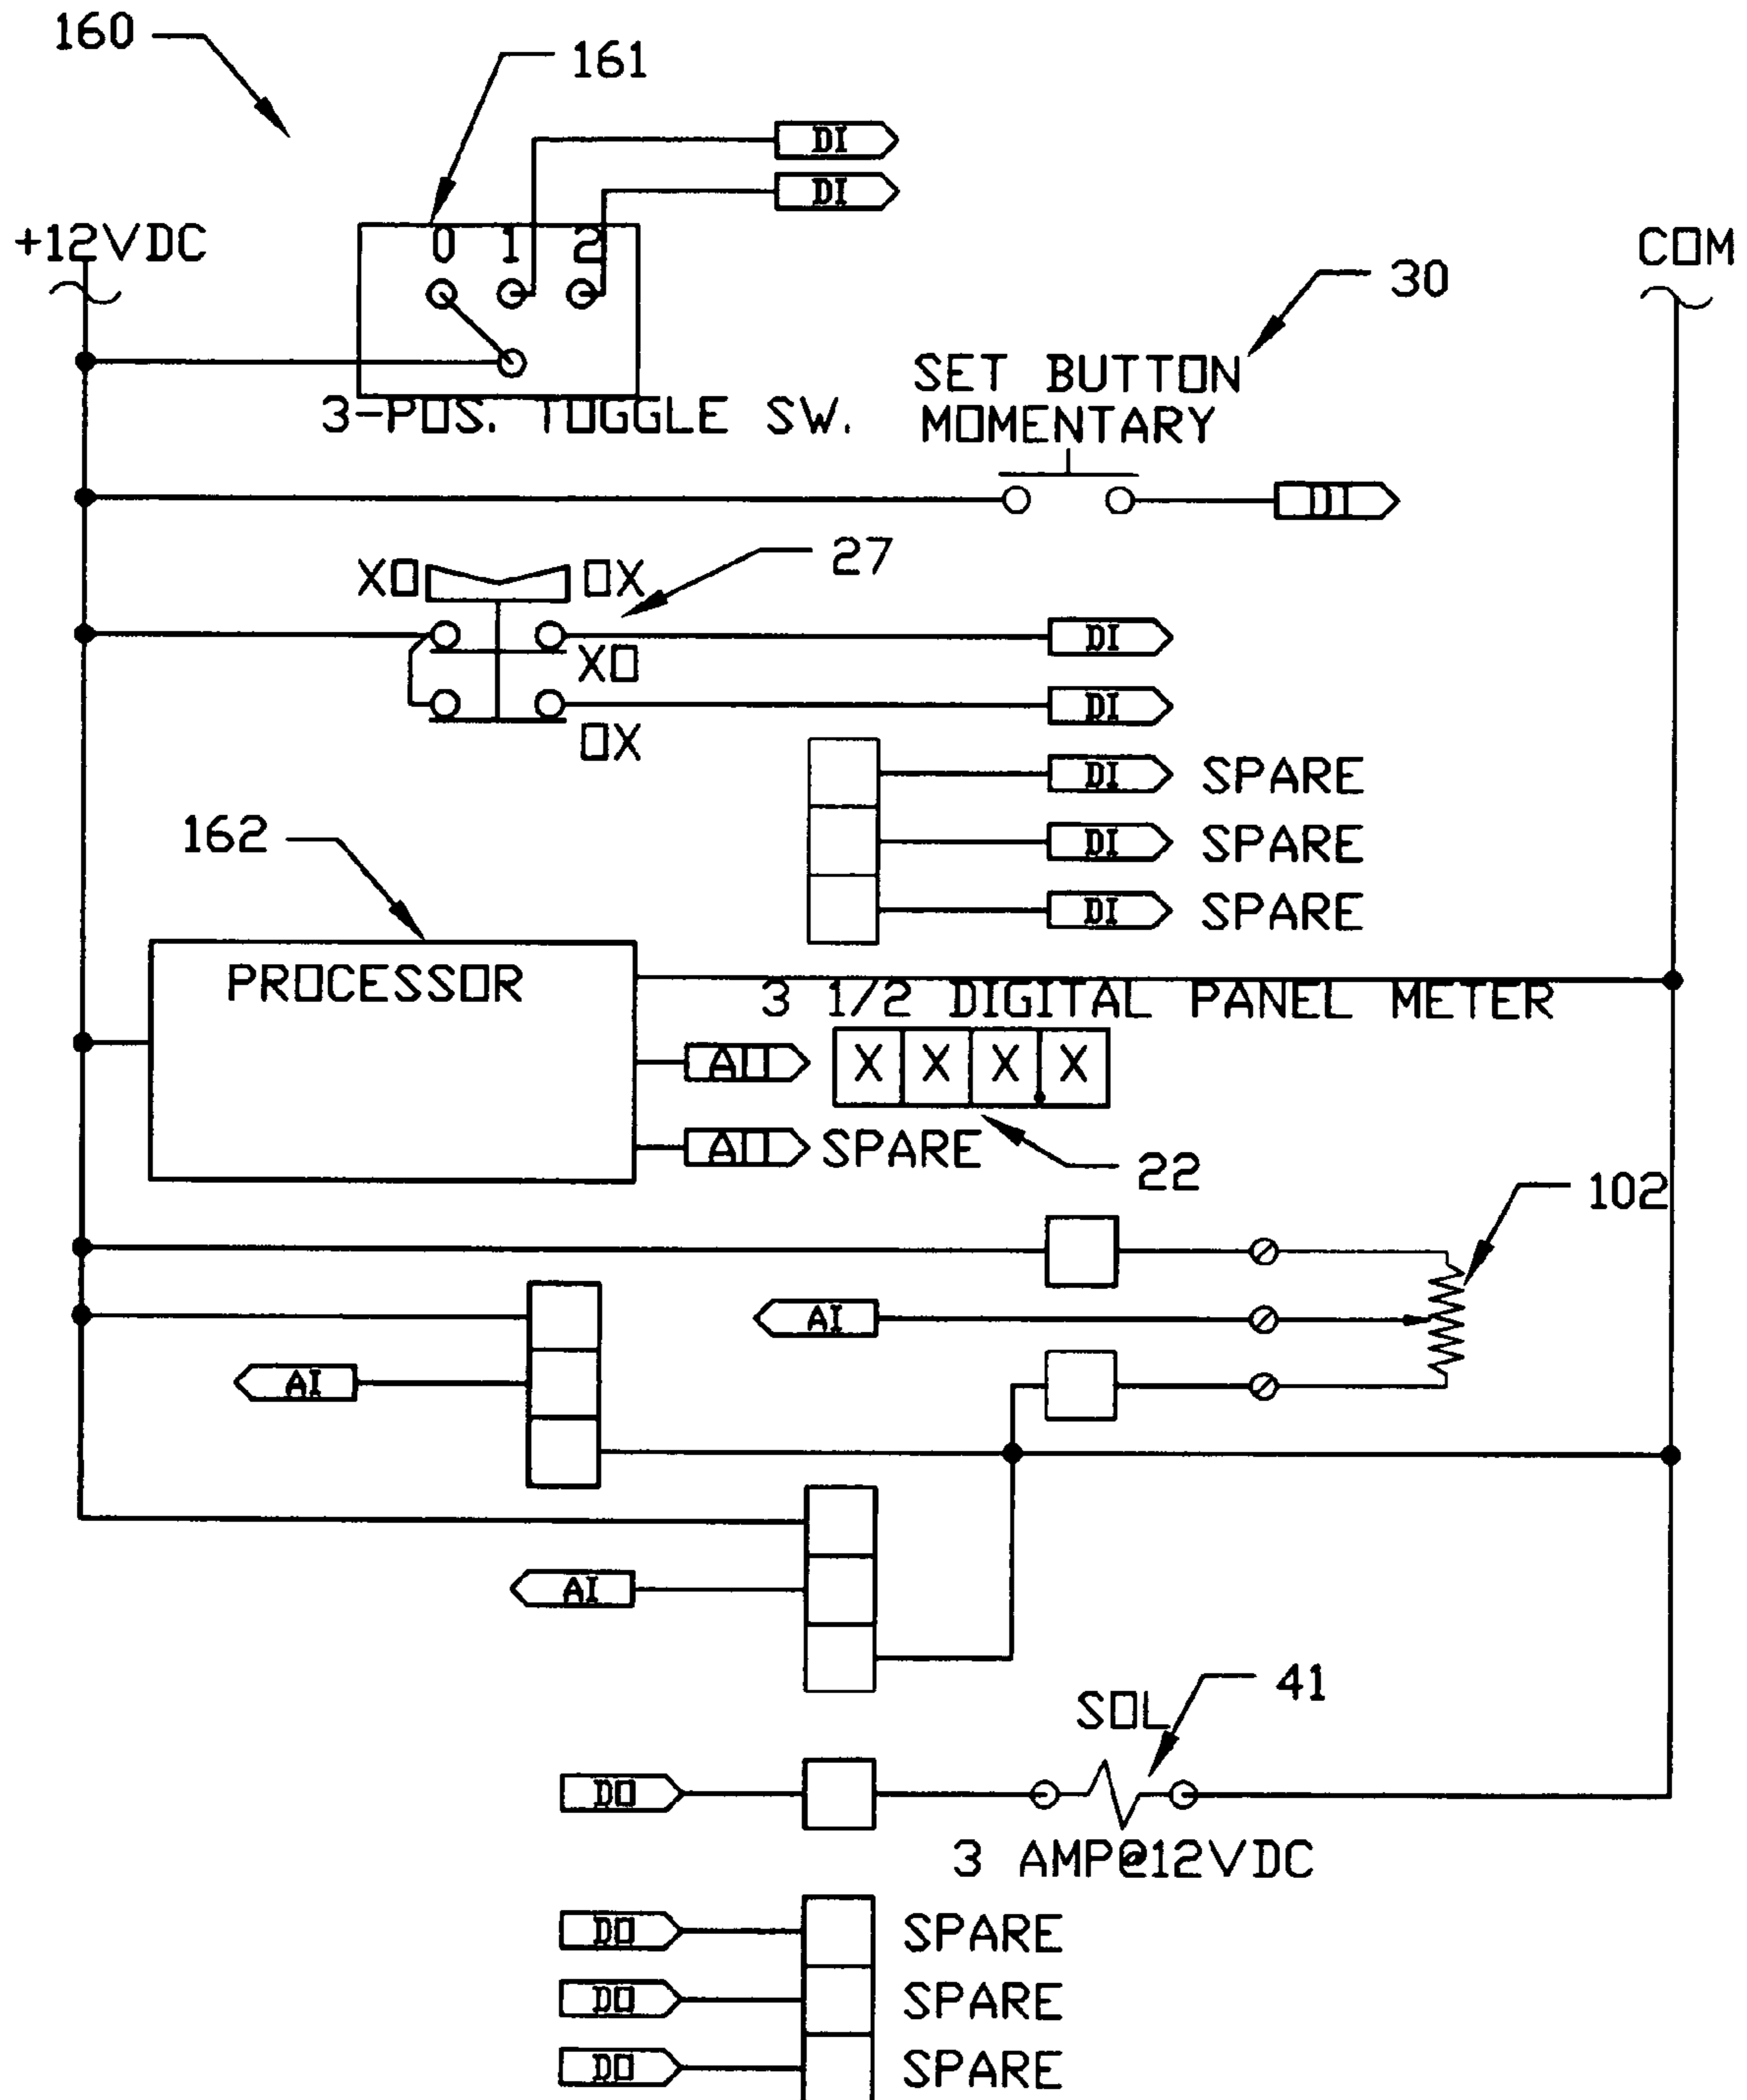 160
161
DI
DI
+12VDC
0 1 2
COM
30
SET BUTTON
MOMENTARY
3-POS. TOGGLE SW.
DI
27
XO OX
DI
XO
DI
OX
DI SPARE
162
DI SPARE
DI SPARE
PROCESSOR
3 1/2 DIGITAL PANEL METER
AO X X X.X
AO SPARE
22
102
AI
AI
AI
41
SOL
DO
3 AMP@12VDC
DO SPARE
DO SPARE
DO SPARE